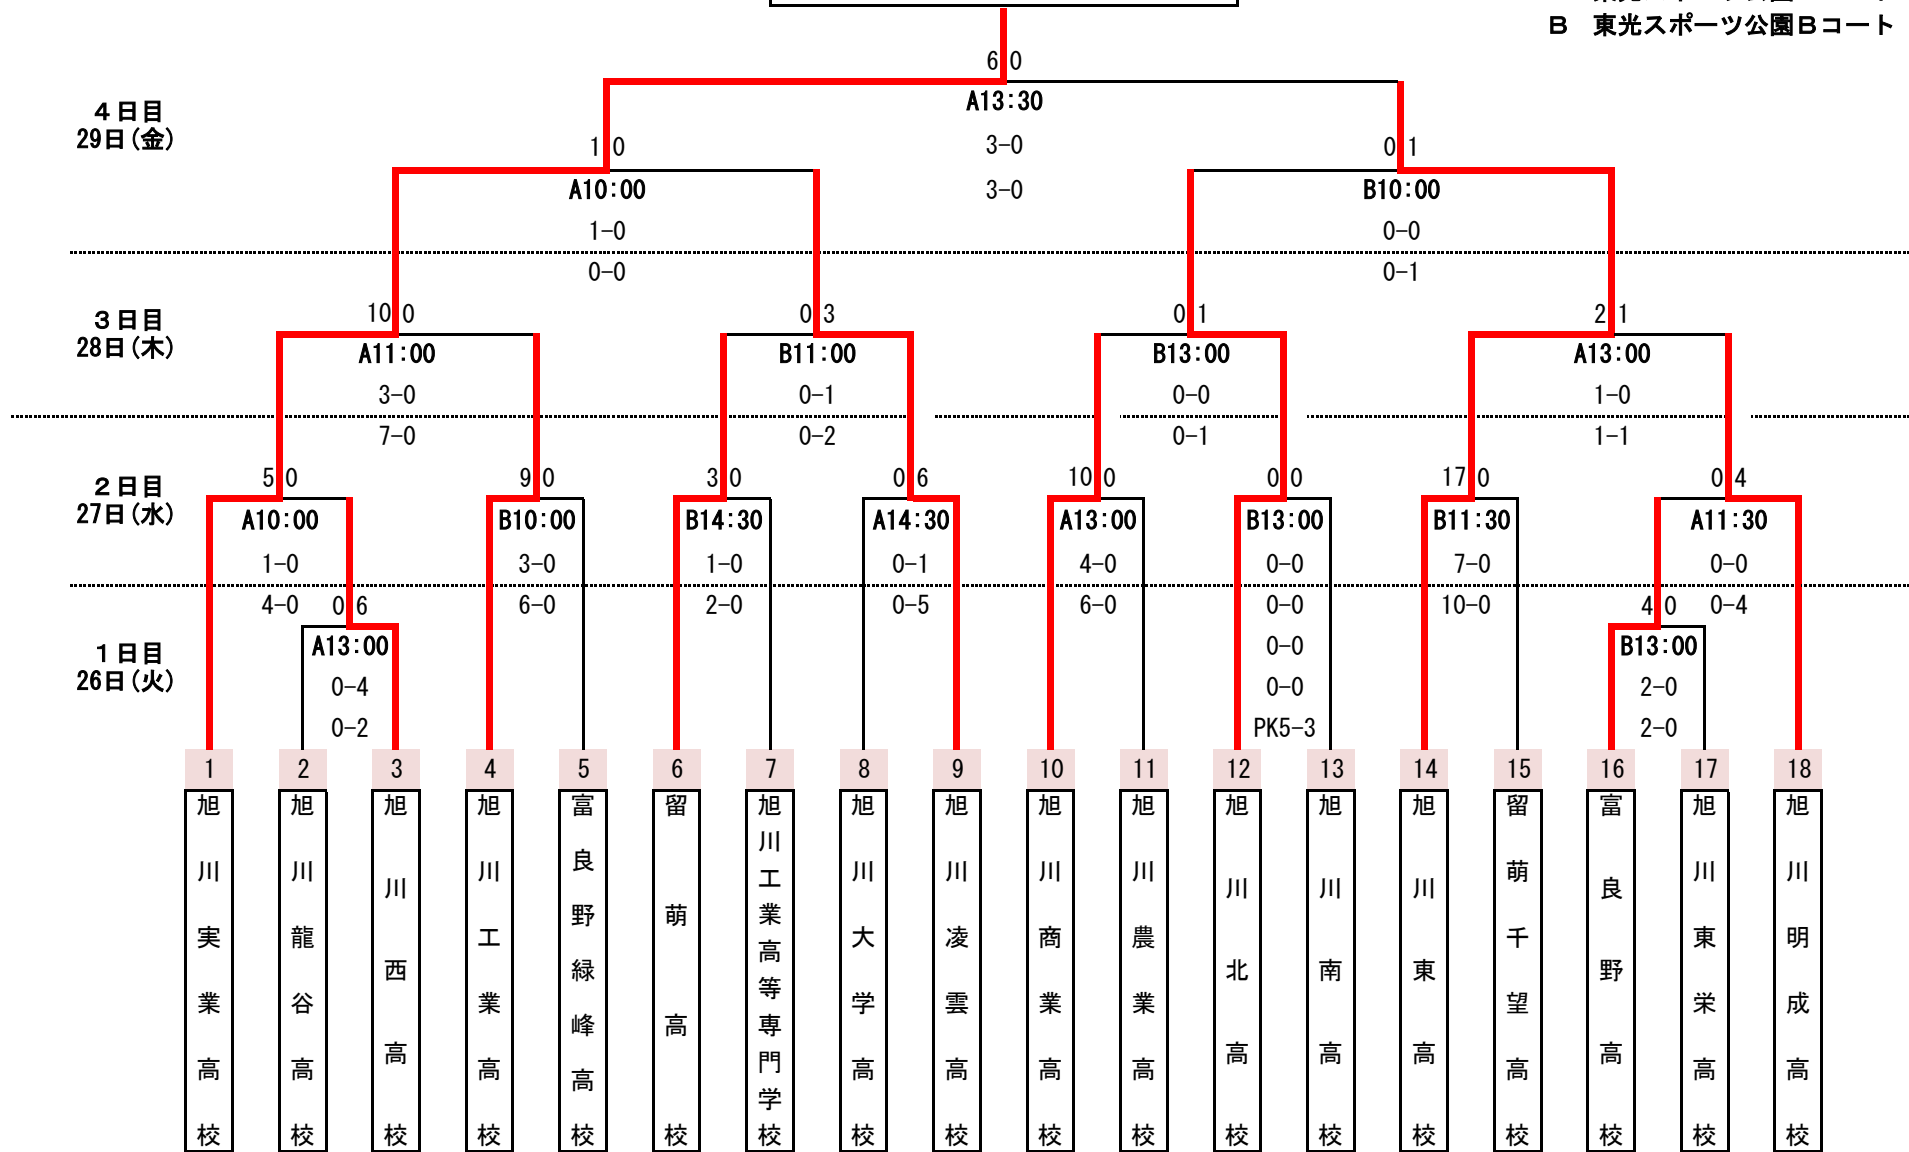 B 東光スポーツ公園Bコート
6 0
4日目
29日(金)
A13:30
1 0
3-0
0 1
A10:00
3-0
B10:00
1-0
0-0
0-0
0-1
3日目
28日(木)
10 0
0 3
0 1
2 1
A11:00
B11:00
B13:00
A13:00
3-0
0-1
0-0
1-0
7-0
0-2
0-1
1-1
2日目
27日(水)
5 0
9 0
3 0
0 6
10 0
0 0
17 0
0 4
A10:00
B10:00
B14:30
A14:30
A13:00
B13:00
B11:30
A11:30
1-0
3-0
1-0
0-1
4-0
0-0
7-0
0-0
4-0
0 6
6-0
2-0
0-5
6-0
0-0
10-0
4 0
0-4
1日目
26日(火)
A13:00
0-0
B13:00
0-4
0-0
2-0
0-2
PK5-3
2-0
1
2
3
4
5
6
7
8
9
10
11
12
13
14
15
16
17
18
旭川実業高校
旭川龍谷高校
旭川西高校
旭川工業高校
富良野緑峰高校
留萌高校
旭川工業高等専門学校
旭川大学高校
旭川凌雲高校
旭川商業高校
旭川農業高校
旭川北高校
旭川南高校
旭川東高校
留萌千望高校
富良野高校
旭川東栄高校
旭川明成高校